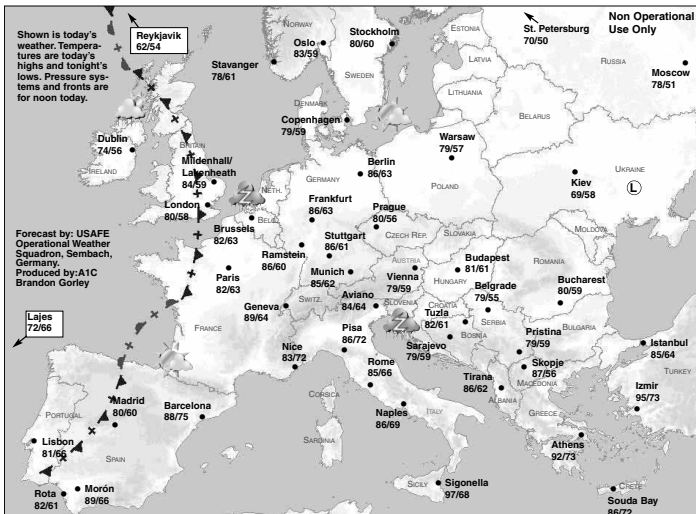 Shown is today's
weather. Tempera-
tures are today's
highs and tonight's
lows. Pressure sys-
tems and fronts are
for noon today.
Reykjavik
62/54
NORWAY
Oslo
83/59
Stockholm
80/60
Stavanger
78/61
SWEDEN
ESTONIA
LATVIA
LITHUANIA
St. Petersburg
70/50
Non Operational
Use Only
RUSSIA
Moscow
78/51
DENMARK
Copenhagen
79/59
BELARUS
Dublin
74/56
IRELAND
BRITAIN
Mildenhall/
Lakenheath
84/59
London
80/58
NETH.
BELG.
Brussels
82/63
GERMANY
Berlin
86/63
Warsaw
79/57
POLAND
UKRAINE
Kiev
69/58
L
Frankfurt
86/63
Prague
80/56
CZECH REP.
SLOVAKIA
MOLDOVA
Stuttgart
86/61
Ramstein
86/60
Forecast by: USAFE
Operational Weather
Squadron, Sembach,
Germany.
Produced by:A1C
Brandon Gorley
Paris
82/63
Munich
85/62
AUSTRIA
Vienna
79/59
Budapest
81/61
HUNGARY
ROMANIA
Lajes
72/66
FRANCE
Geneva
89/64
SWITZ.
Aviano
84/64
SLOVENIA
CROATIA
Belgrade
79/55
Bucharest
80/59
Tuzla
82/61
BOSNIA
SERBIA
BULGARIA
Pisa
86/72
Sarajevo
79/59
Pristina
79/59
Istanbul
85/64
Nice
83/72
Rome
85/66
Skopje
87/56
MACEDONIA
TURKEY
Tirana
86/62
ALBANIA
Izmir
95/73
PORTUGAL
Madrid
80/60
Barcelona
88/75
CORSICA
Naples
86/69
ITALY
GREECE
Lisbon
81/66
SPAIN
SARDINIA
Athens
92/73
Rota
82/61
Morón
89/66
SICILY
Sigonella
97/68
CRETE
Souda Bay
86/72